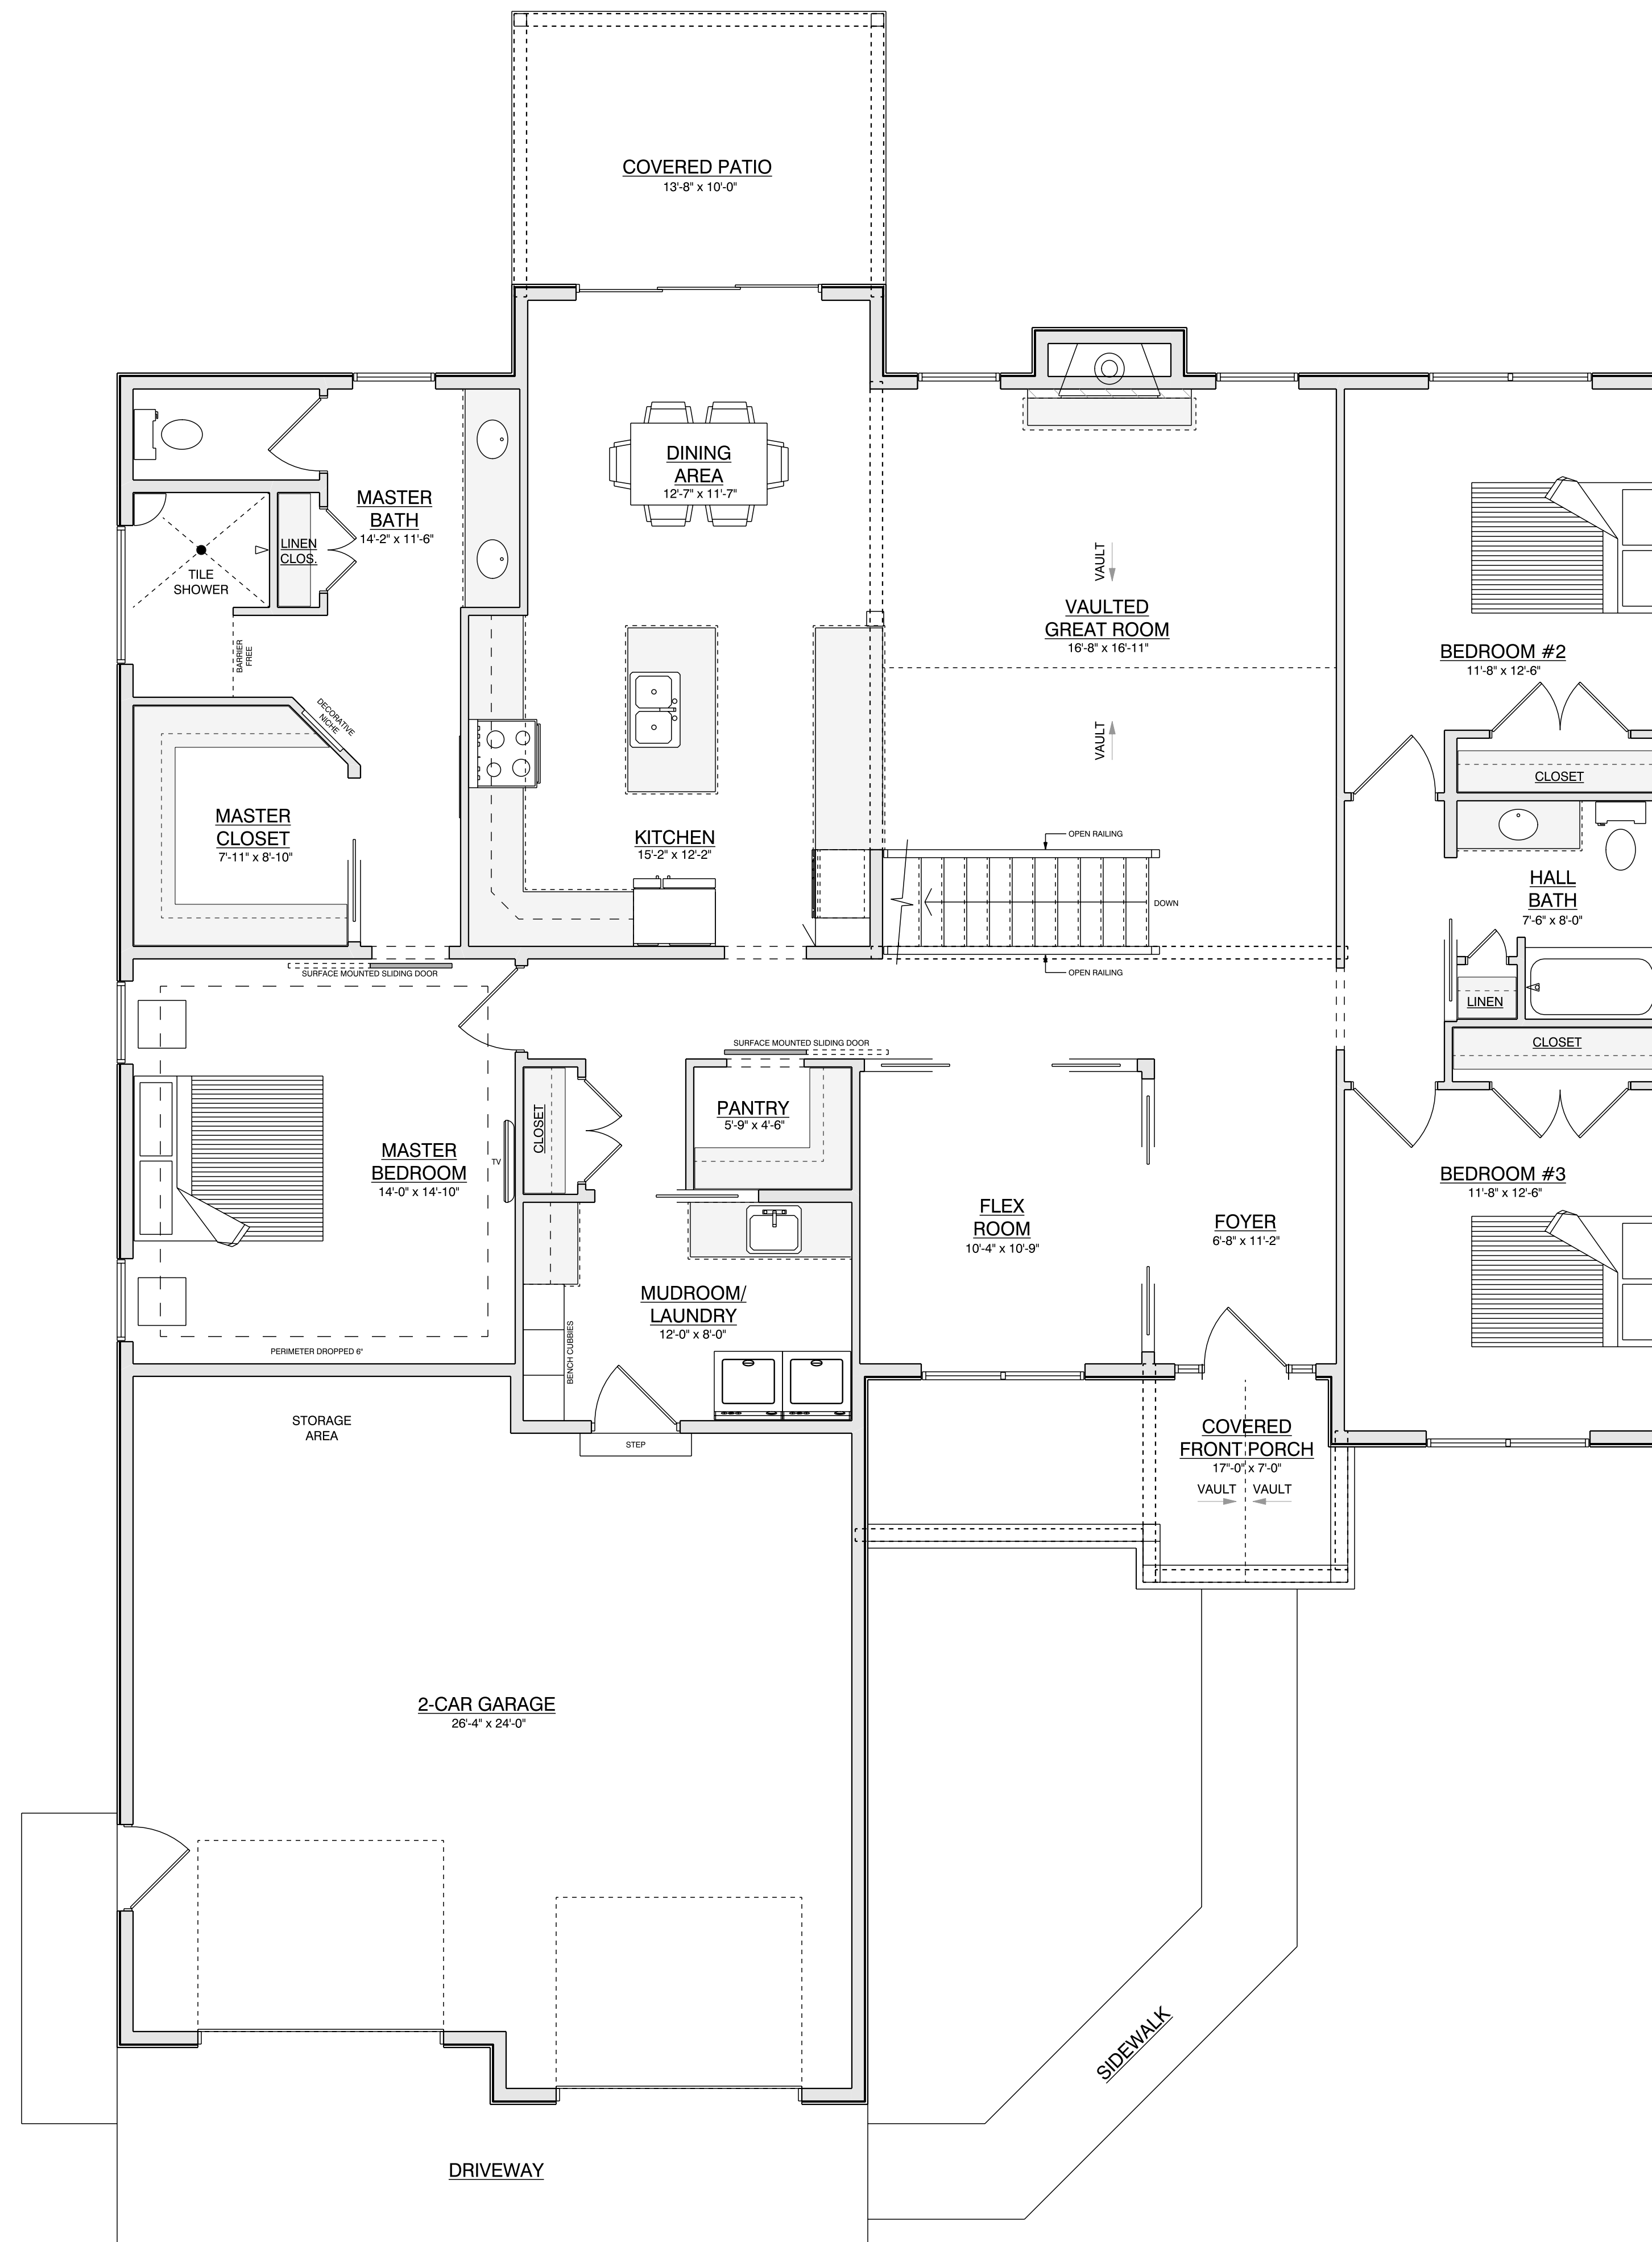 COVERED PATIO
13'-8" x 10'-0"
DINING
AREA
12'-7" x 11'-7"
MASTER
BATH
14'-2" x 11'-6"
LINEN
CLOS.
TILE
SHOWER
BARRIER
FREE
DECORATIVE
NICHE
VAULT
VAULTED
GREAT ROOM
16'-8" x 16'-11"
VAULT
BEDROOM #2
11'-8" x 12'-6"
CLOSET
MASTER
CLOSET
7'-11" x 8'-10"
KITCHEN
15'-2" x 12'-2"
OPEN RAILING
DOWN
OPEN RAILING
HALL
BATH
7'-6" x 8'-0"
LINEN
CLOSET
SURFACE MOUNTED SLIDING DOOR
SURFACE MOUNTED SLIDING DOOR
CLOSET
PANTRY
5'-9" x 4'-6"
MASTER
BEDROOM
14'-0" x 14'-10"
TV
PERIMETER DROPPED 6"
FLEX
ROOM
10'-4" x 10'-9"
FOYER
6'-8" x 11'-2"
BEDROOM #3
11'-8" x 12'-6"
MUDROOM/
LAUNDRY
12'-0" x 8'-0"
BENCH CUBBIES
STEP
STORAGE
AREA
COVERED
FRONT PORCH
17"-0" x 7'-0"
VAULT
VAULT
2-CAR GARAGE
26'-4" x 24'-0"
SIDEWALK
DRIVEWAY